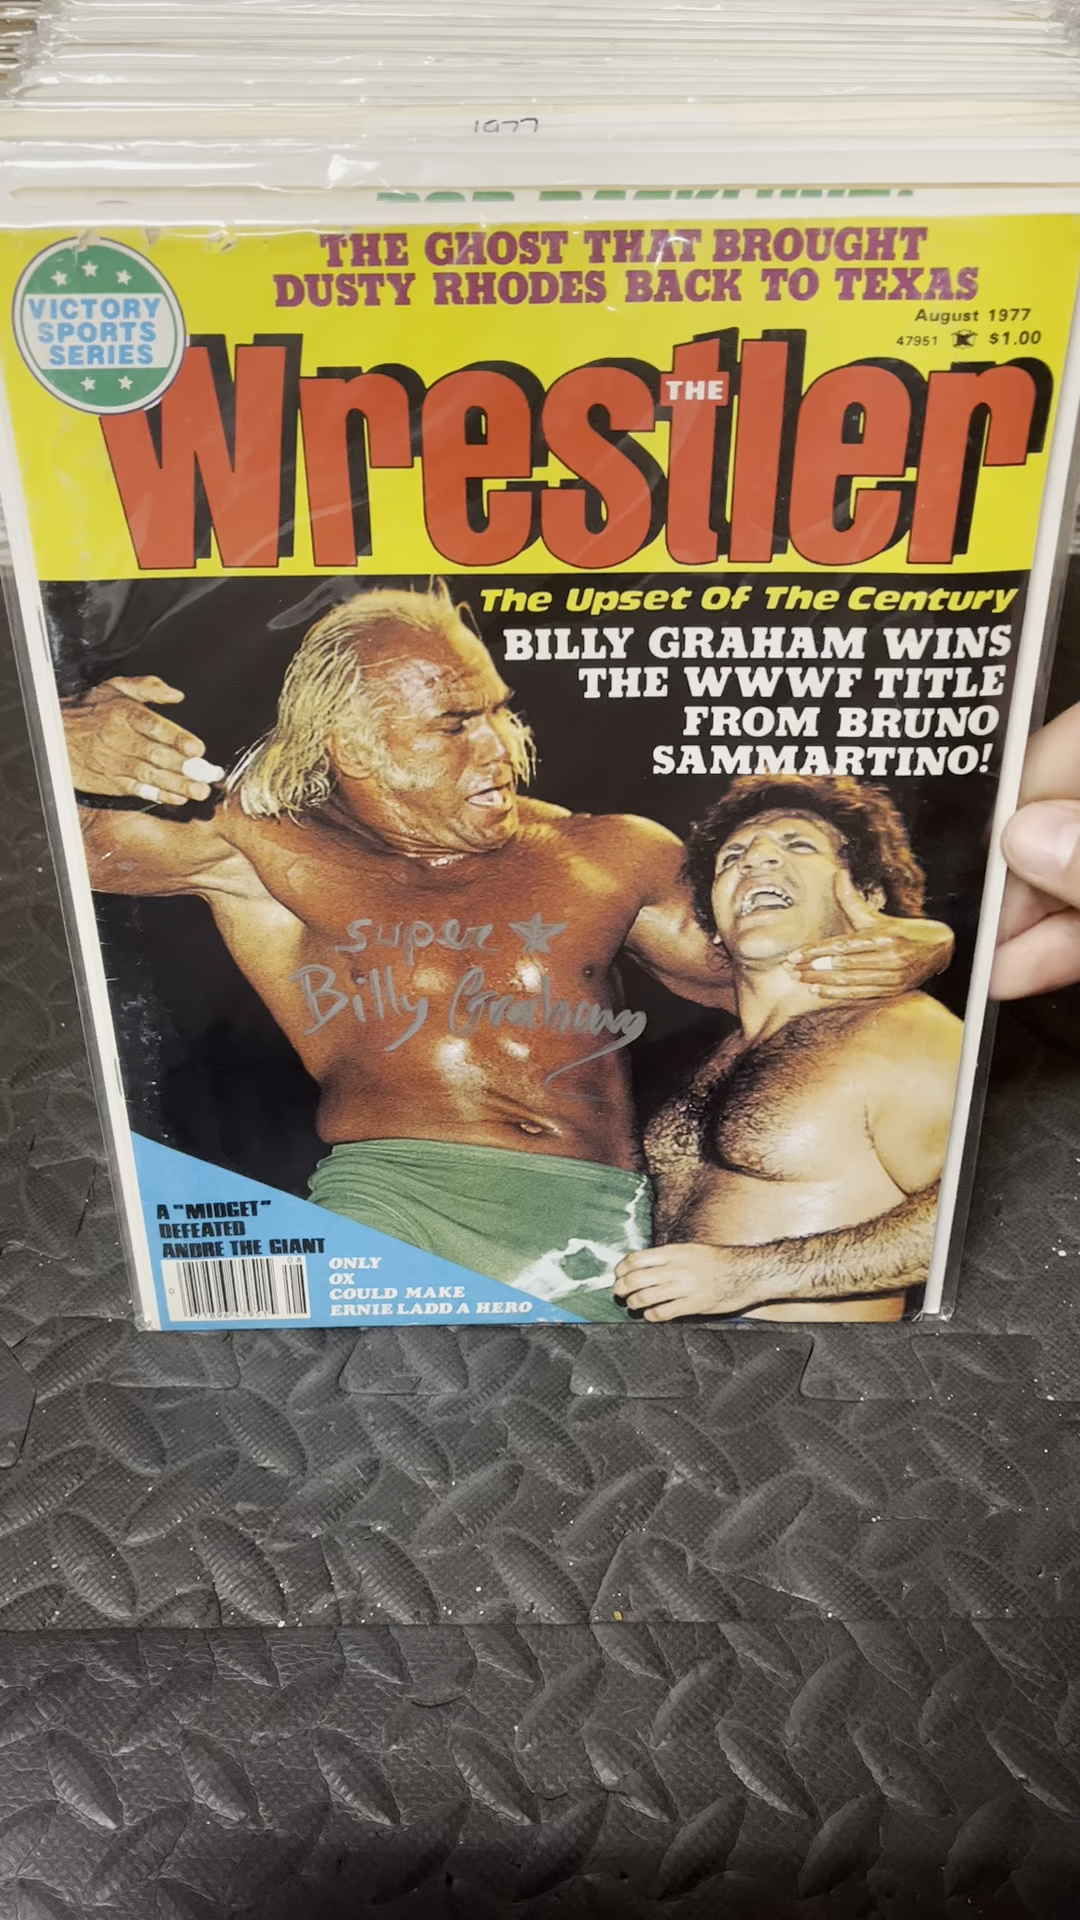 1977
THE GHOST THAT BROUGHT
DUSTY RHODES BACK TO TEXAS
VICTORY
SPORTS
SERIES
August 1977
47951 $1.00
THE
Wrestler
The Upset Of The Century
BILLY GRAHAM WINS
THE WWWF TITLE
FROM BRUNO
SAMMARTINO!
super
Billy Graham
A "MIDGET"
DEFEATED
ANDRE THE GIANT
ONLY
OX
COULD MAKE
ERNIE LADD A HERO
08
0